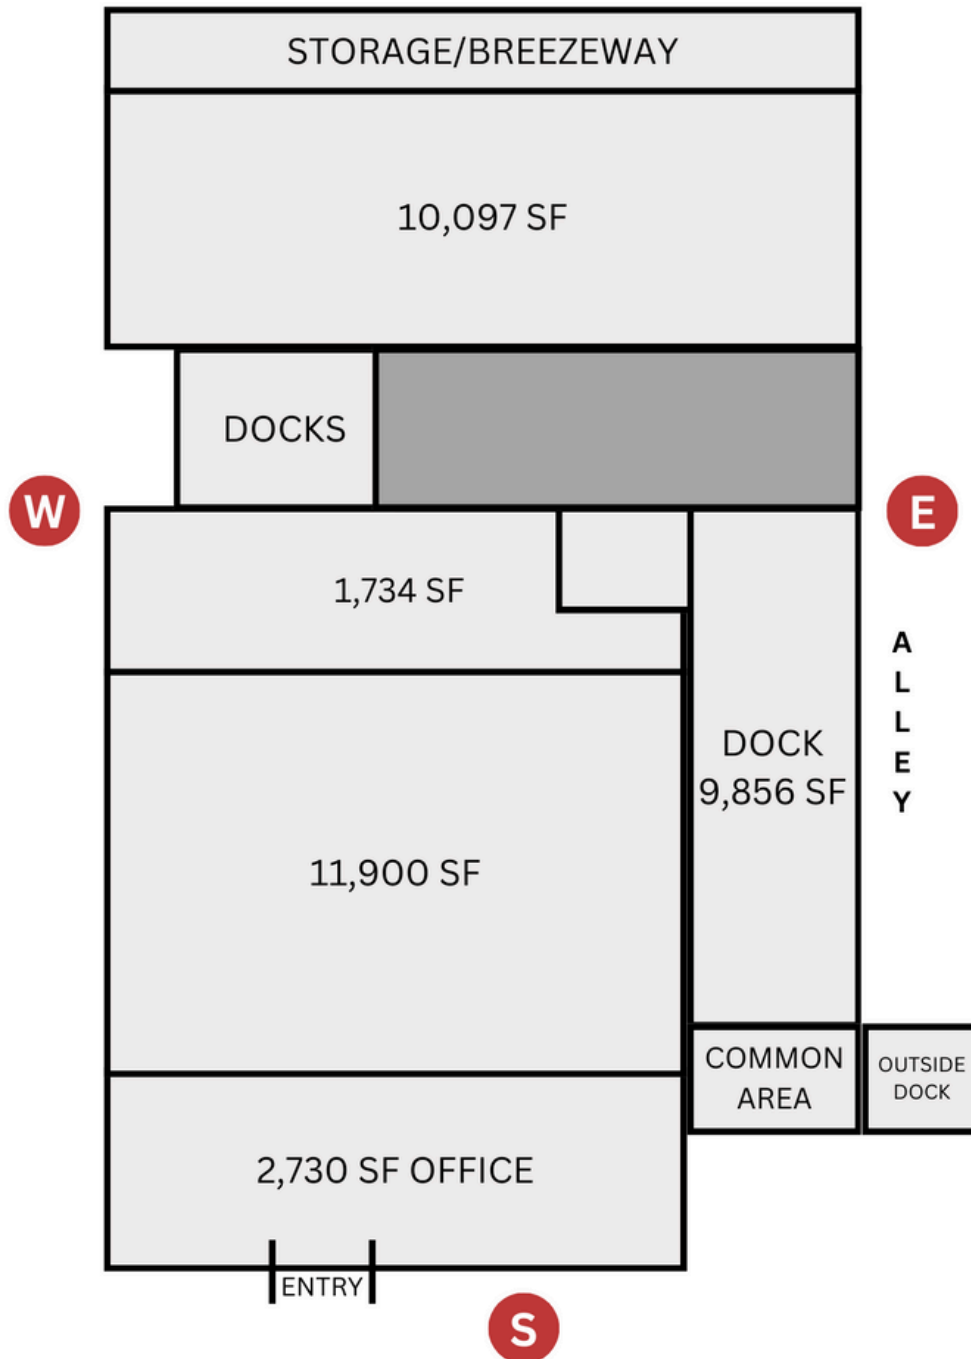 STORAGE/BREEZEWAY
10,097 SF
DOCKS
W
E
1,734 SF
A
L
L
E
Y
DOCK
9,856 SF
11,900 SF
COMMON
AREA
OUTSIDE
DOCK
2,730 SF OFFICE
ENTRY
S